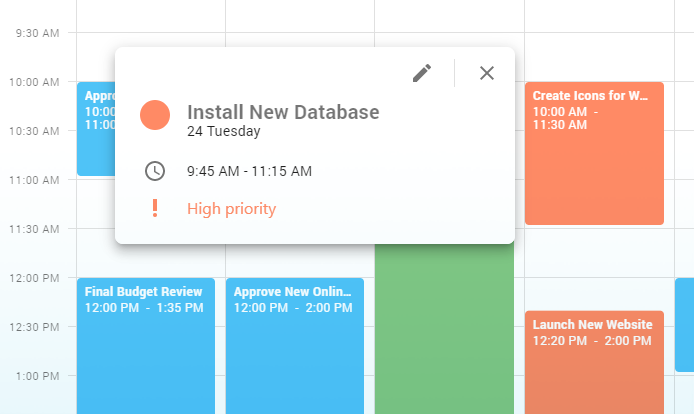 9:30 AM
10:00 AM
10:30 AM
11:00 AM
11:30 AM
12:00 PM
12:30 PM
1:00 PM
Install New Database
24 Tuesday
9:45 AM - 11:15 AM
High priority
10:00
11:00
Create Icons for W...
10:00 AM -
11:30 AM
Final Budget Review
12:00 PM - 1:35 PM
Approve New Onlin...
12:00 PM - 2:00 PM
Launch New Website
12:20 PM - 2:00 PM